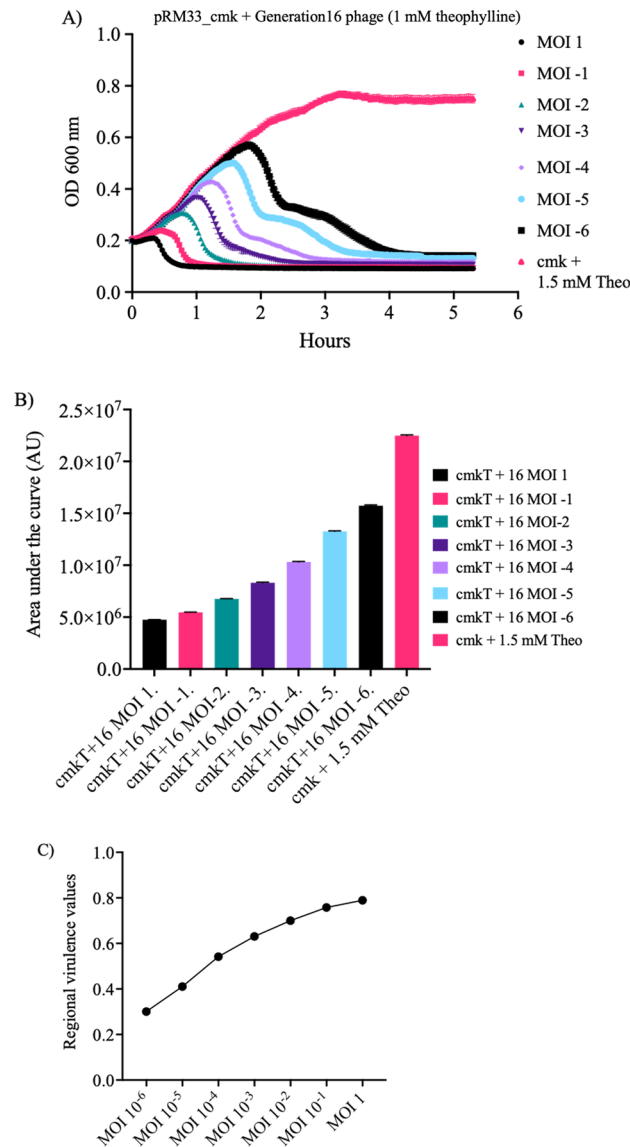 A)
pRM33_cmk + Generation16 phage (1 mM theophylline)
OD 600 nm
1.0
0.8
0.6
0.4
0.2
0.0
0 1 2 3 4 5 6
Hours
MOI 1
MOI -1
MOI -2
MOI -3
MOI -4
MOI -5
MOI -6
cmk +
1.5 mM Theo
B)
Area under the curve (AU)
2.5×10⁷
2.0×10⁷
1.5×10⁷
1.0×10⁷
5.0×10⁶
0.0
cmkT+16 MOI 1.
cmkT+16 MOI -1.
cmkT+16 MOI-2.
cmkT+16 MOI -3.
cmkT+16 MOI -4.
cmkT+16 MOI -5.
cmkT+16 MOI -6.
cmk + 1.5 mM Theo
cmkT + 16 MOI 1
cmkT + 16 MOI -1
cmkT + 16 MOI-2
cmkT + 16 MOI -3
cmkT + 16 MOI -4
cmkT + 16 MOI -5
cmkT + 16 MOI -6
cmk + 1.5 mM Theo
C)
Regional virulence values
1.0
0.8
0.6
0.4
0.2
0.0
MOI 10⁻⁶
MOI 10⁻⁵
MOI 10⁻⁴
MOI 10⁻³
MOI 10⁻²
MOI 10⁻¹
MOI 1